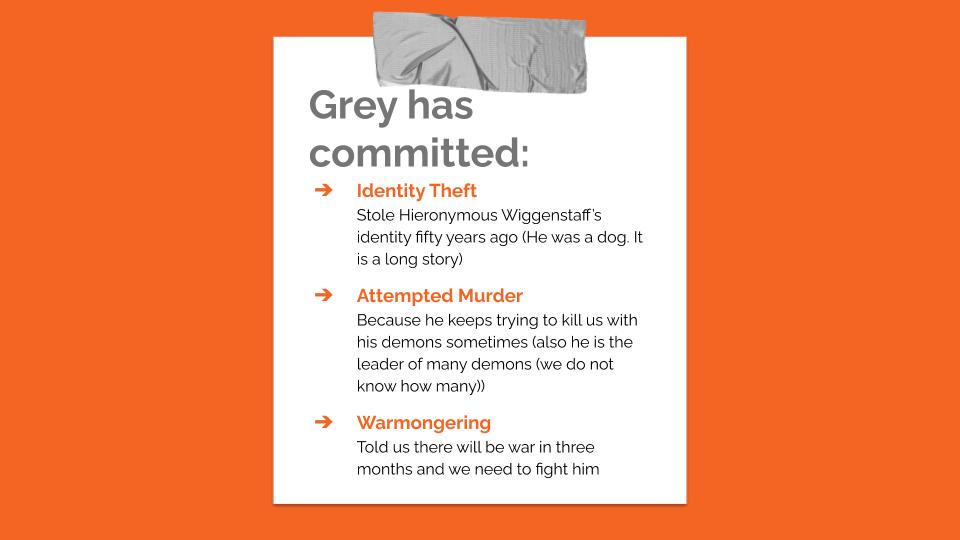 Grey has
committed:
➔ Identity Theft
Stole Hieronymous Wiggenstaff's
identity fifty years ago (He was a dog. It
is a long story)
➔ Attempted Murder
Because he keeps trying to kill us with
his demons sometimes (also he is the
leader of many demons (we do not
know how many))
➔ Warmongering
Told us there will be war in three
months and we need to fight him